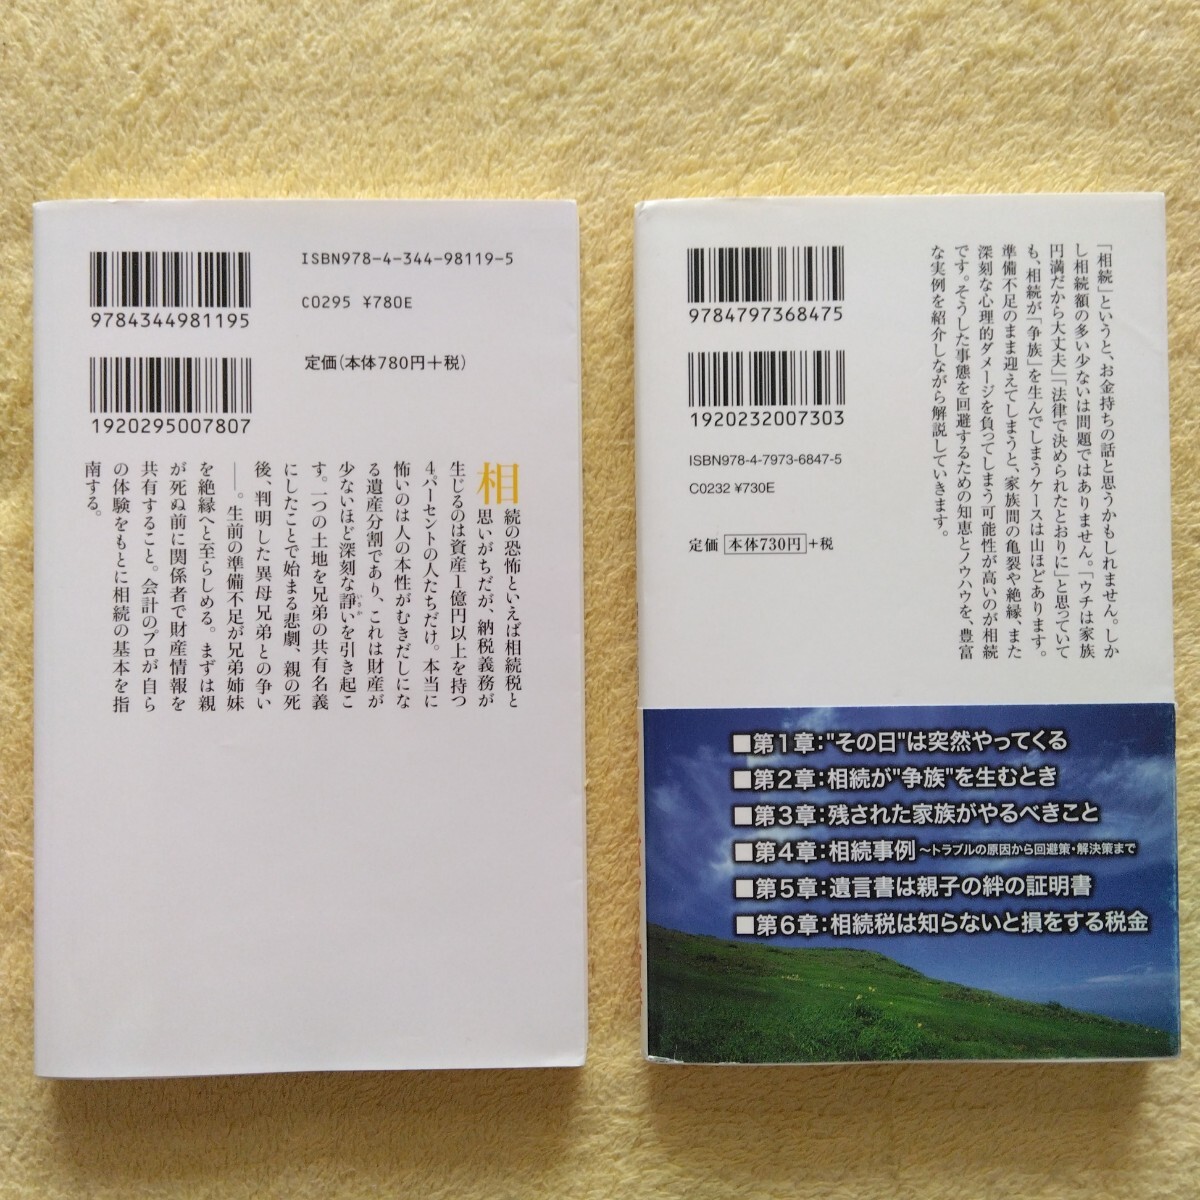 9784344981195
ISBN978-4-344-98119-5
C0295 ¥780E
1920295007807
定価(本体780円+税)
相続の恐怖といえば相続税と
思いがちだが、納税義務が
生じるのは資産1億円以上を持つ
4パーセントの人たちだけ。本当に
怖いのは人の本性がむきだしにな
る遺産分割であり、これは財産が
少ないほど深刻な諍いを引き起こ
いさか
す。一つの土地を兄弟の共有名義
にしたことで始まる悲劇、親の死
後、判明した異母兄弟との争い
──。生前の準備不足が兄弟姉妹
を絶縁へと至らしめる。まずは親
が死ぬ前に関係者で財産情報を
共有すること。会計のプロが自ら
の体験をもとに相続の基本を指
南する。
9784797368475
1920232007303
ISBN978-4-7973-6847-5
C0232 ¥730E
定価 本体730円 +税
「相続」というと、お金持ちの話と思うかもしれません。しか
し相続額の多い少ないは問題ではありません。「ウチは家族
円満だから大丈夫」「法律で決められたとおりに」と思っていて
も、相続が「争族」を生んでしまうケースは山ほどあります。
準備不足のまま迎えてしまうと、家族間の亀裂や絶縁、また
深刻な心理的ダメージを負ってしまう可能性が高いのが相続
です。そうした事態を回避するための知恵とノウハウを、豊富
な実例を紹介しながら解説していきます。
■第1章:"その日"は突然やってくる
■第2章:相続が"争族"を生むとき
■第3章:残された家族がやるべきこと
■第4章:相続事例 ～トラブルの原因から回避策・解決策まで
■第5章:遺言書は親子の絆の証明書
■第6章:相続税は知らないと損をする税金